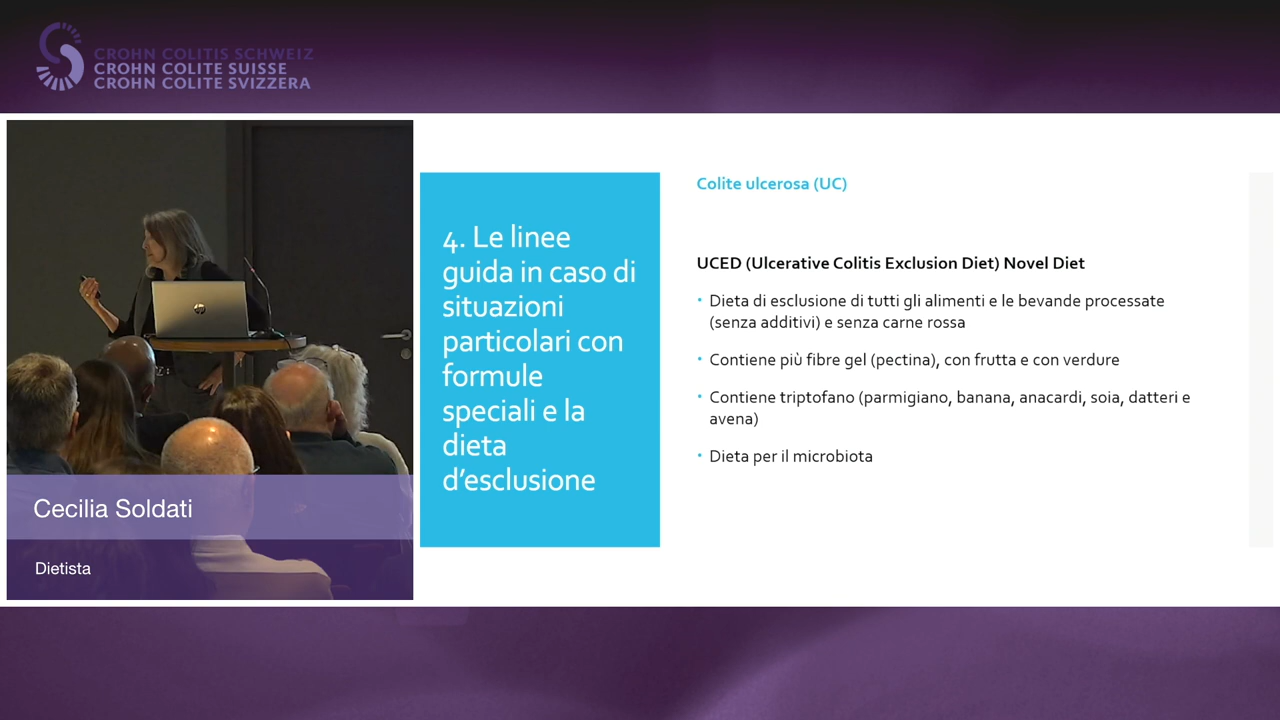 CROHN COLITIS SCHWEIZ
CROHN COLITE SUISSE
CROHN COLITE SVIZZERA
hp
Cecilia Soldati
Dietista
4. Le linee
guida in caso di
situazioni
particolari con
formule
speciali e la
dieta
d'esclusione
Colite ulcerosa (UC)
UCED (Ulcerative Colitis Exclusion Diet) Novel Diet
• Dieta di esclusione di tutti gli alimenti e le bevande processate
(senza additivi) e senza carne rossa
• Contiene più fibre gel (pectina), con frutta e con verdure
• Contiene triptofano (parmigiano, banana, anacardi, soia, datteri e
avena)
• Dieta per il microbiota